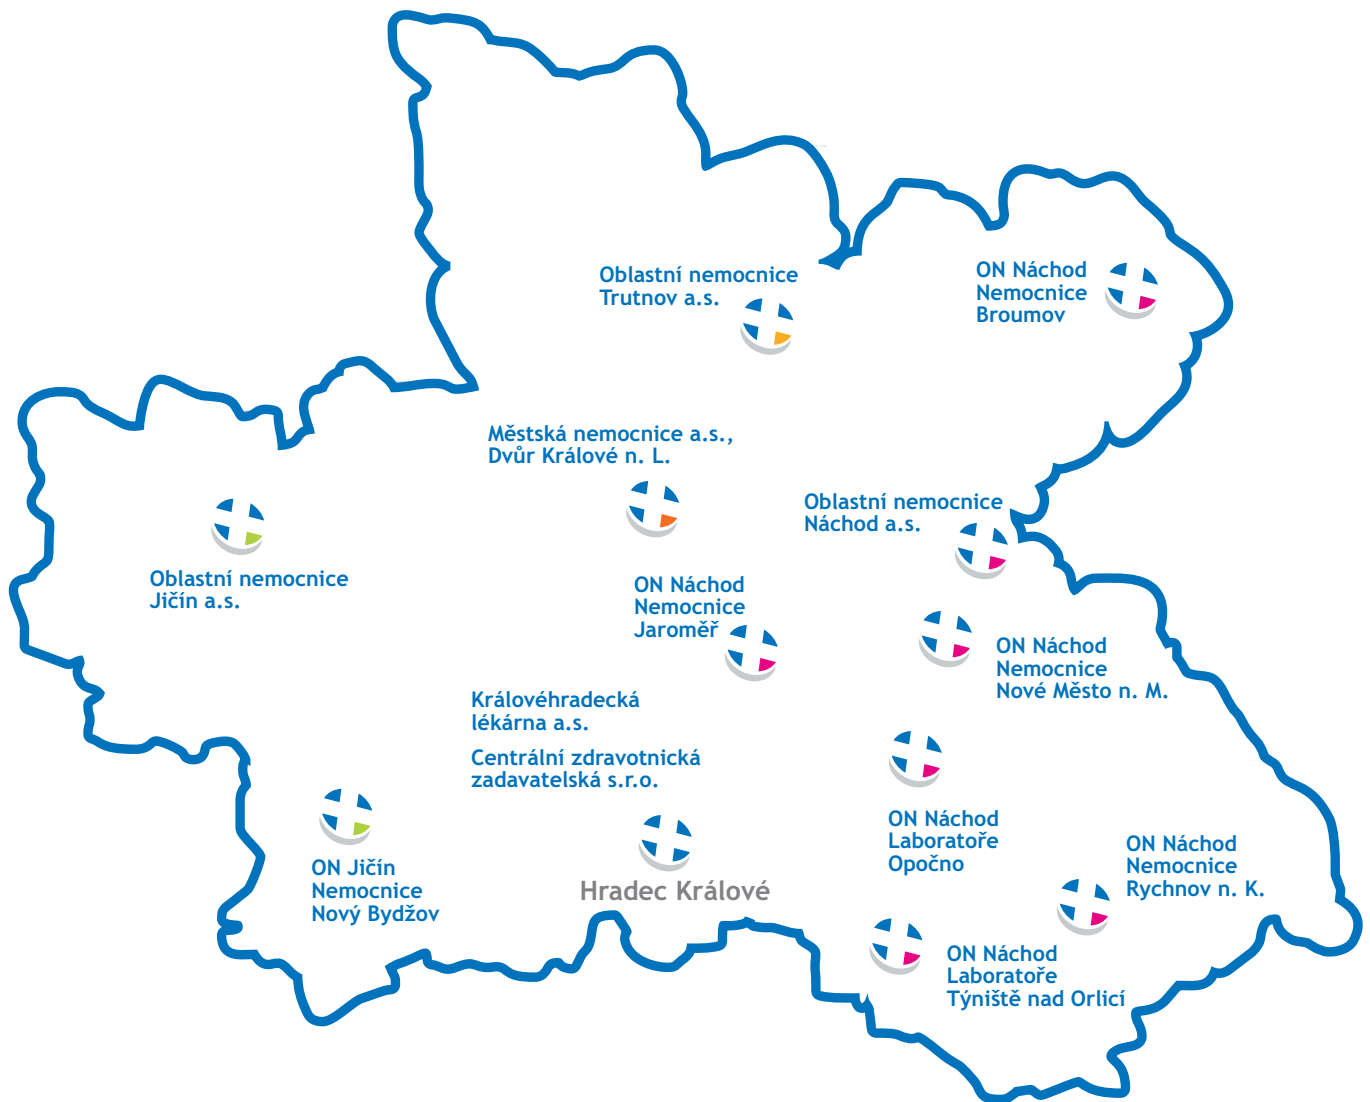 Oblastní nemocnice
Trutnov a.s.
ON Náchod
Nemocnice
Broumov
Městská nemocnice a.s.,
Dvůr Králové n. L.
Oblastní nemocnice
Náchod a.s.
Oblastní nemocnice
Jičín a.s.
ON Náchod
Nemocnice
Jaroměř
ON Náchod
Nemocnice
Nové Město n. M.
Královéhradecká
lékárna a.s.
Centrální zdravotnická
zadavatelská s.r.o.
Hradec Králové
ON Náchod
Laboratoře
Opočno
ON Náchod
Nemocnice
Rychnov n. K.
ON Jičín
Nemocnice
Nový Bydžov
ON Náchod
Laboratoře
Týniště nad Orlicí